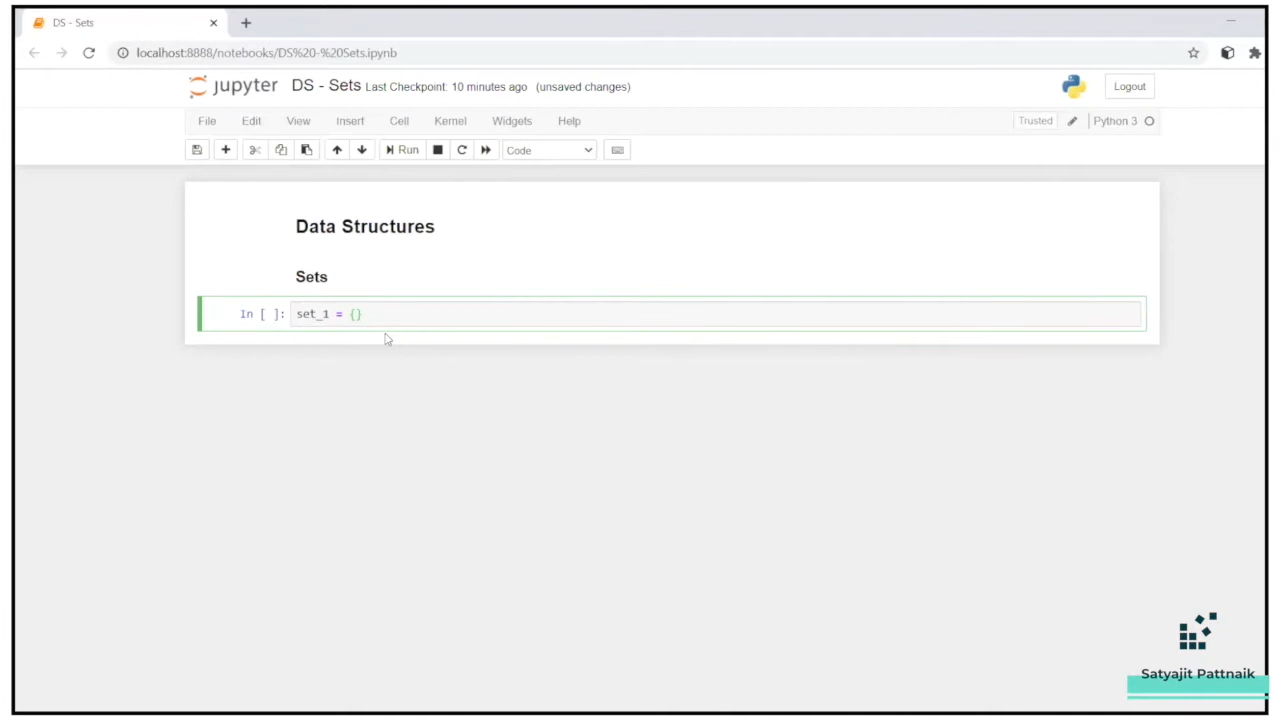 DS - Sets
localhost:8888/notebooks/DS%20-%20Sets.ipynb
jupyter DS - Sets Last Checkpoint: 10 minutes ago (unsaved changes) Logout
File Edit View Insert Cell Kernel Widgets Help Trusted Python 3
Run Code
Data Structures
Sets
In [ ]: set_1 = {}
Satyajit Pattnaik